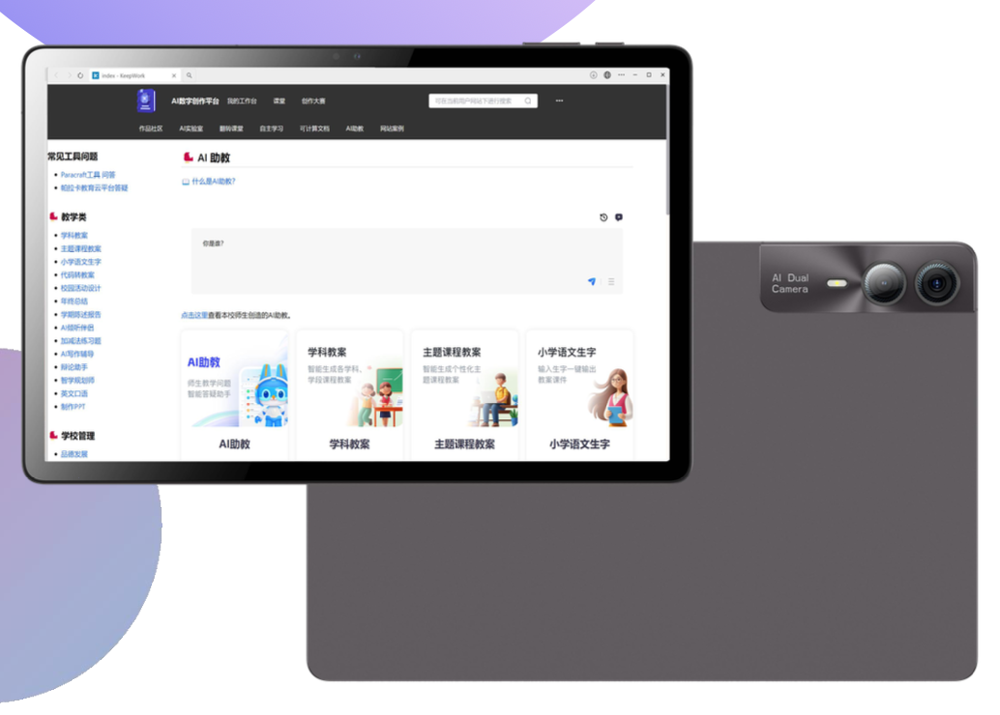 index - KeepWork
AI数字创作平台 我的工作台 课堂 创作大赛
可在当前用户网站下进行搜索
作品社区 AI实验室 翻转课堂 自主学习 可计算文档 AI助教 网站案例
常见工具问题
Paracraft工具 问答
帕拉卡教育云平台答疑
教学类
学科教案
主题课程教案
小学语文生字
代码转教案
校园活动设计
年终总结
学期陈述报告
AI倾听伴侣
加减法练习题
AI写作辅导
辩论助手
智学规划师
英文口语
制作PPT
学校管理
品德发展
AI 助教
什么是AI助教?
你是谁?
点击这里查看本校师生创造的AI助教。
AI助教
师生教学问题
智能答疑助手
AI助教
学科教案
智能生成各学科、
学段课程教案
学科教案
主题课程教案
智能生成个性化主
题课程教案
主题课程教案
小学语文生字
输入生字一键输出
教案课件
小学语文生字
AI Dual
Camera